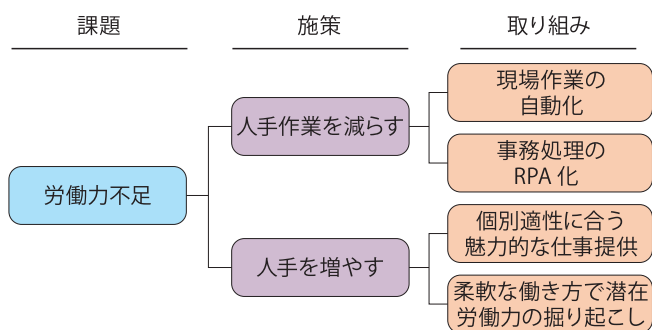 課題
施策
取り組み
労働力不足
人手作業を減らす
現場作業の
自動化
事務処理の
RPA 化
人手を増やす
個別適性に合う
魅力的な仕事提供
柔軟な働き方で潜在
労働力の掘り起こし